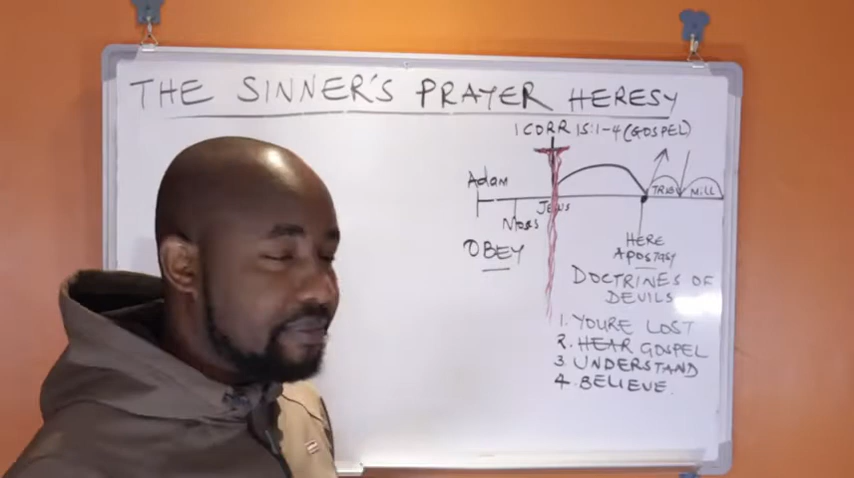 THE SINNER'S PRAYER HERESY
1 CORR 15:1-4 (GOSPEL)
Adam
TRIB
MILL
JEWS
Moses
OBEY
HERE
APOSTASY
DOCTRINES OF
DEVILS
1. YOURE LOST
2. HEAR GOSPEL
3 UNDERSTAND
4. BELIEVE.